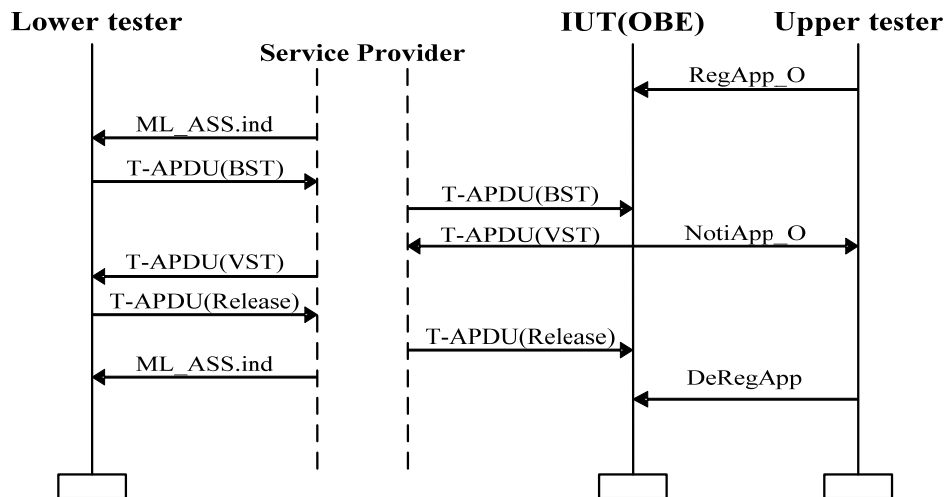 Lower tester
IUT(OBE)
Upper tester
Service Provider
RegApp_O
ML_ASS.ind
T-APDU(BST)
T-APDU(BST)
T-APDU(VST)
NotiApp_O
T-APDU(VST)
T-APDU(Release)
T-APDU(Release)
ML_ASS.ind
DeRegApp